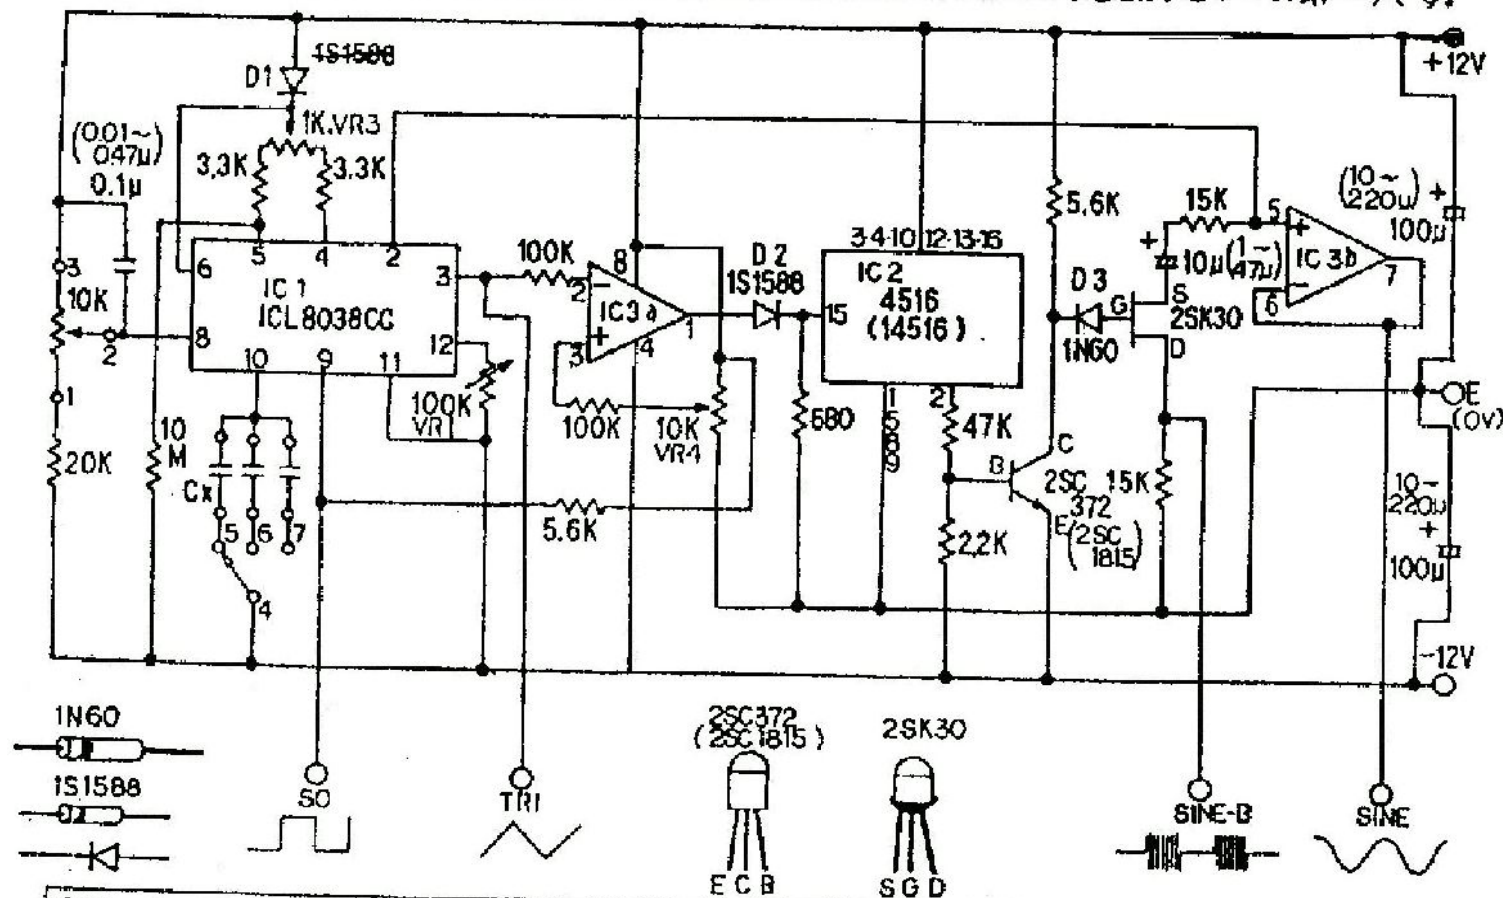 +12V
1S1588
D1
1K.VR3
(0.01~
0.47μ)
0.1μ
3.3K
3.3K
5
4
2
6
IC 1
ICL8038CC
3
8
12
10
9
11
3
10K
2
1
20K
10
M
Cx
5
6
7
4
100K
VR1
100K
2
8
IC3a
3
4
1
100K
10K
VR4
5.6K
D2
1S1588
680
3·4·10·12·13·16
IC2
4516
(14516)
15
1
5
8
9
2
47K
2.2K
5.6K
D3
1N60
G
S
D
2SK30
B
C
E
2SC
372
(2SC
1815)
15K
15K
+
10μ
(1~
47μ)
5
+
IC3b
6
7
(10~
220μ)
+
100μ
E
(0V)
10~
220μ
+
100μ
-12V
1N60
1S1588
SQ
TRI
2SC372
(2SC1815)
E C B
2SK30
S G D
SINE-B
SINE